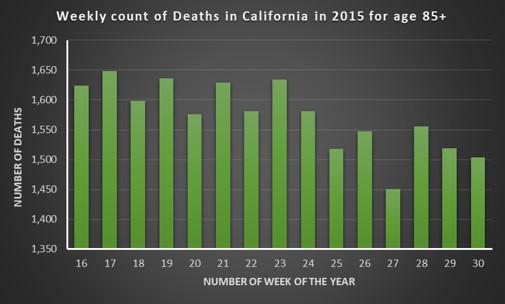 Weekly count of Deaths in California in 2015 for age 85+
1,700
1,650
1,600
1,550
1,500
1,450
1,400
1,350
NUMBER OF DEATHS
16 17 18 19 20 21 22 23 24 25 26 27 28 29 30
NUMBER OF WEEK OF THE YEAR